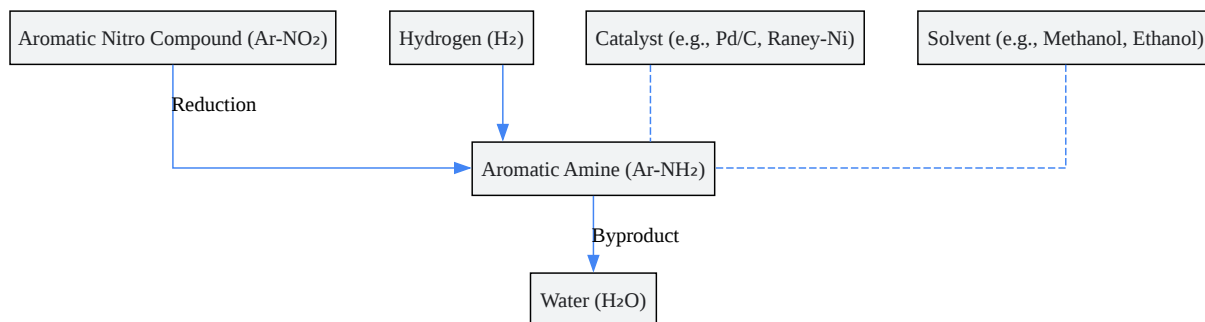 Aromatic Nitro Compound (Ar-NO₂)
Hydrogen (H₂)
Catalyst (e.g., Pd/C, Raney-Ni)
Solvent (e.g., Methanol, Ethanol)
Reduction
Aromatic Amine (Ar-NH₂)
Byproduct
Water (H₂O)